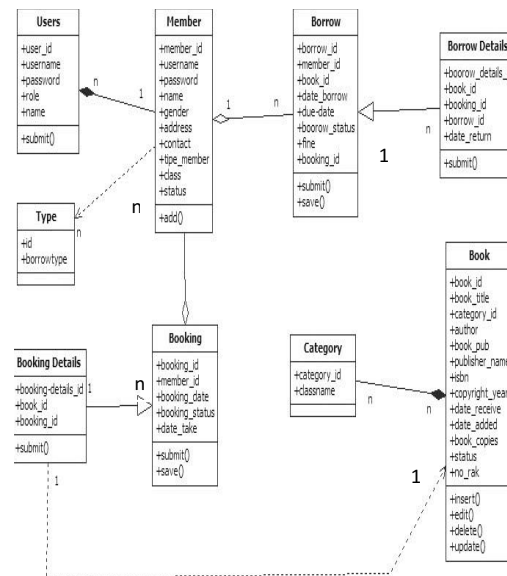 Users
+user_id
+username
+password
+role
+name
+submit()
n
1
Member
+member_id
+username
+password
+name
+gender
+address
+contact
+tipe_member
+class
+status
+add()
1
n
Borrow
+borrow_id
+member_id
+book_id
+date_borrow
+due-date
+boorow_status
+fine
+booking_id
+submit()
+save()
1
n
Borrow Details
+boorow_details_
+book_id
+booking_id
+borrow_id
+date_return
+submit()
Type
+id
+borrowtype
n
n
Booking
+booking_id
+member_id
+booking_date
+booking_status
+date_take
+submit()
+save()
Booking Details
+booking-details_id
+book_id
+booking_id
+submit()
1
n
1
Category
+category_id
+classname
n
n
Book
+book_id
+book_title
+category_id
+author
+book_pub
+publisher_name
+isbn
+copyright_year
+date_receive
+date_added
+book_copies
+status
+no_rak
+insert()
+edit()
+delete()
+update()
1